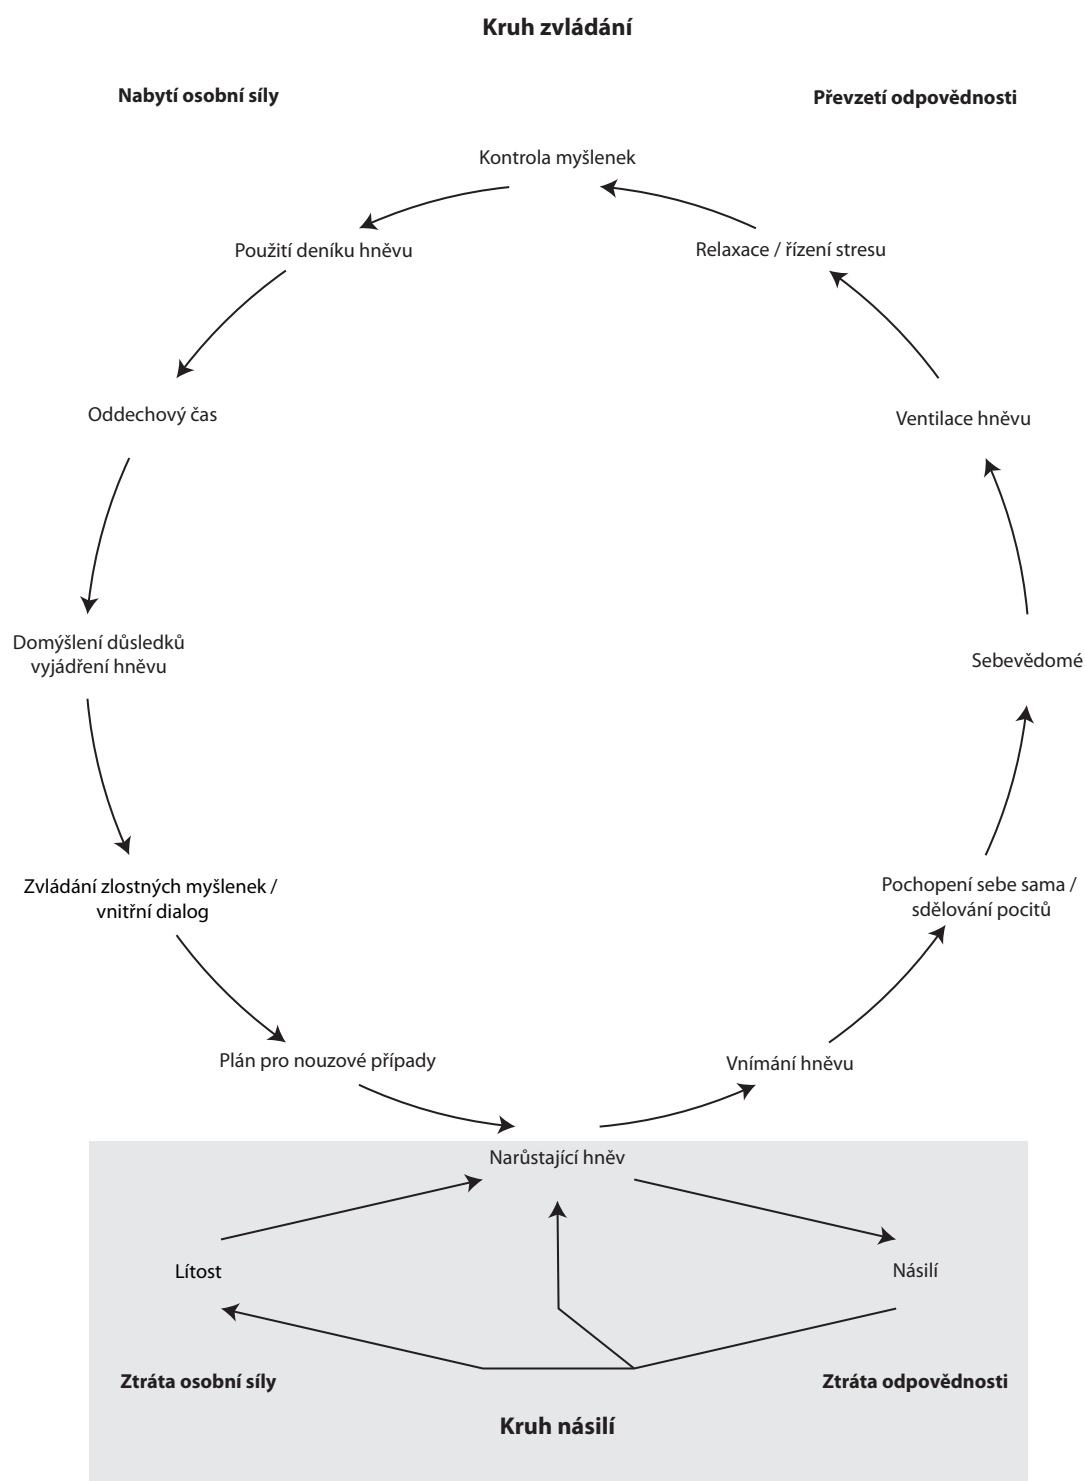 Kruh zvládání
Nabytí osobní síly
Převzetí odpovědnosti
Kontrola myšlenek
Použití deníku hněvu
Relaxace / řízení stresu
Oddechový čas
Ventilace hněvu
Domýšlení důsledků
vyjádření hněvu
Sebevědomé
Zvládání zlostných myšlenek /
vnitřní dialog
Pochopení sebe sama /
sdělování pocitů
Plán pro nouzové případy
Vnímání hněvu
Narůstající hněv
Lítost
Násilí
Ztráta osobní síly
Ztráta odpovědnosti
Kruh násilí